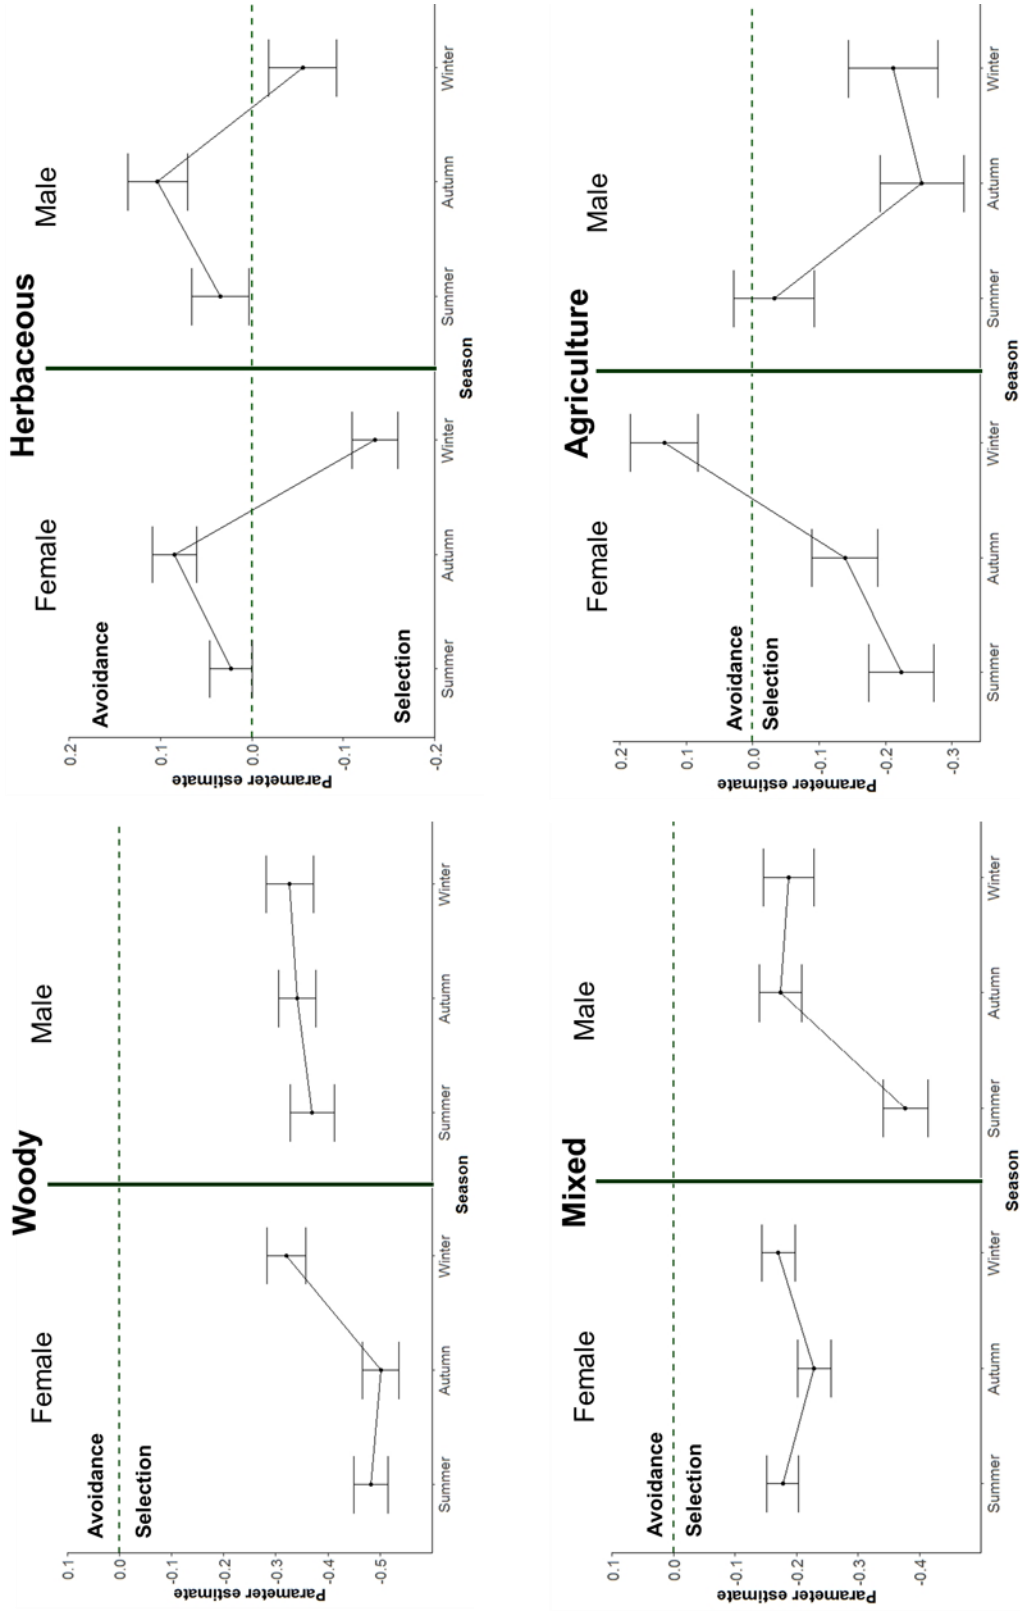 Woody
Female
Male
Avoidance
Selection
Parameter estimate
0.1
0.0
-0.1
-0.2
-0.3
-0.4
-0.5
Summer Autumn Winter Summer Autumn Winter
Season
Herbaceous
Female
Male
Avoidance
Selection
Parameter estimate
0.2
0.1
0.0
-0.1
-0.2
Summer Autumn Winter Summer Autumn Winter
Season
Mixed
Female
Male
Avoidance
Selection
Parameter estimate
0.1
0.0
-0.1
-0.2
-0.3
-0.4
Summer Autumn Winter Summer Autumn Winter
Season
Agriculture
Female
Male
Avoidance
Selection
Parameter estimate
0.2
0.1
0.0
-0.1
-0.2
-0.3
Summer Autumn Winter Summer Autumn Winter
Season